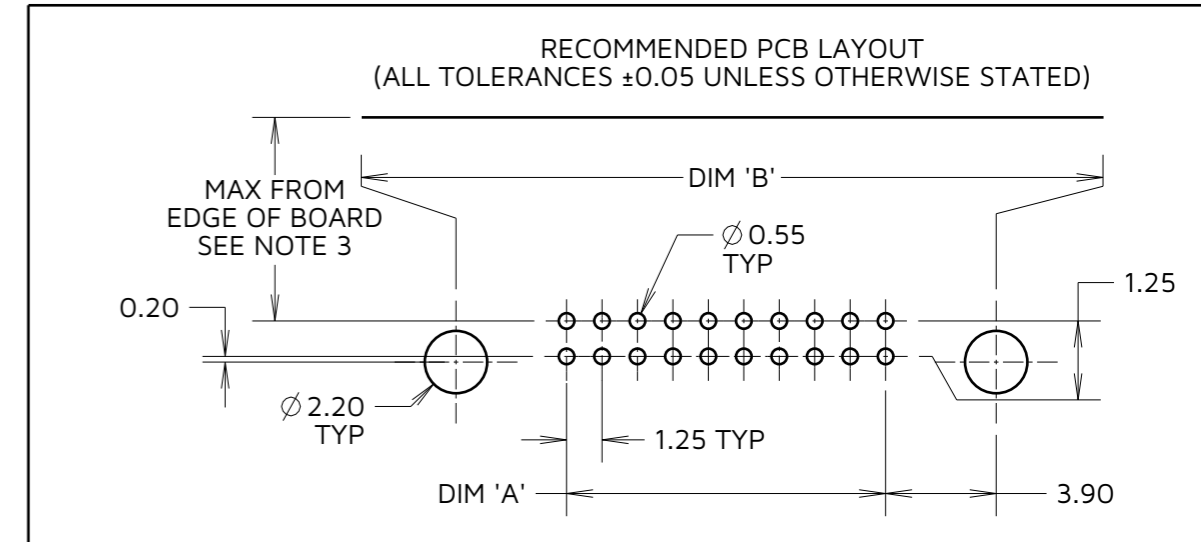 RECOMMENDED PCB LAYOUT
(ALL TOLERANCES ±0.05 UNLESS OTHERWISE STATED)
DIM 'B'
MAX FROM
EDGE OF BOARD
SEE NOTE 3
∅ 0.55
TYP
1.25
0.20
∅ 2.20
TYP
1.25 TYP
DIM 'A'
3.90